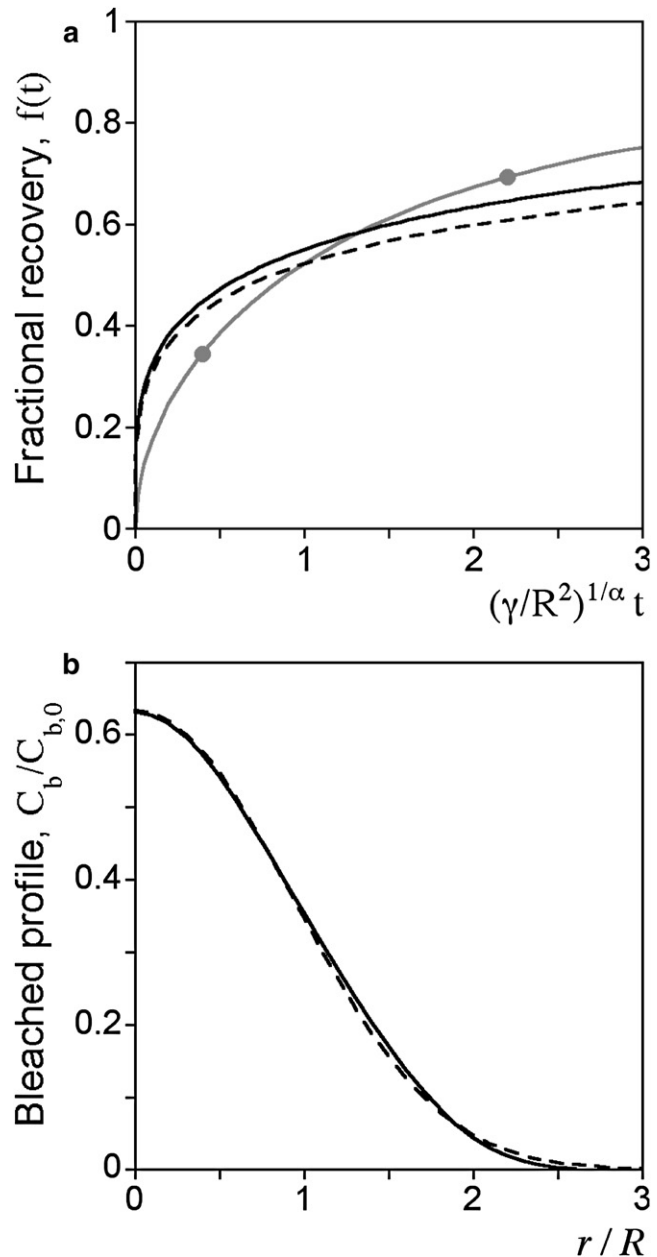 a
1
0.8
0.6
0.4
0.2
0
Fractional recovery, f(t)
0 1 2 3
(γ/R²)^{1/α} t
b
0.6
0.4
0.2
0
Bleached profile, C_b/C_{b,0}
0 1 2 3
r / R